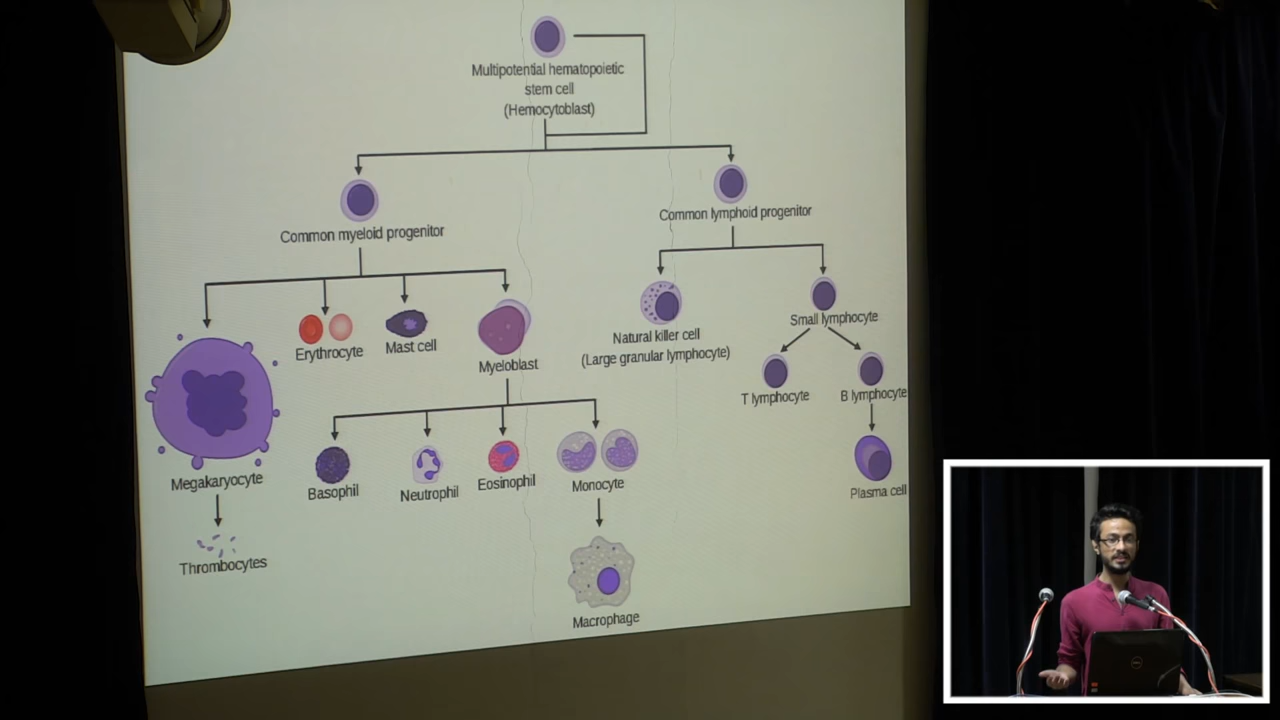 Multipotential hematopoietic
stem cell
(Hemocytoblast)
Common myeloid progenitor
Common lymphoid progenitor
Erythrocyte
Mast cell
Myeloblast
Natural killer cell
(Large granular lymphocyte)
Small lymphocyte
T lymphocyte
B lymphocyte
Megakaryocyte
Basophil
Neutrophil
Eosinophil
Monocyte
Plasma cell
Thrombocytes
Macrophage